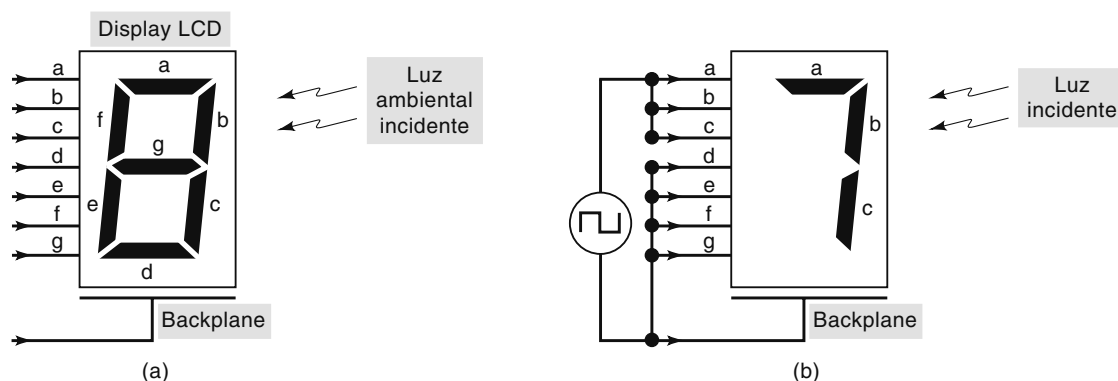 Display LCD
a
b
c
d
e
f
g
a
f
b
g
e
c
d
Luz
ambiental
incidente
Backplane
(a)
a
b
c
d
e
f
g
a
b
c
Luz
incidente
Backplane
(b)